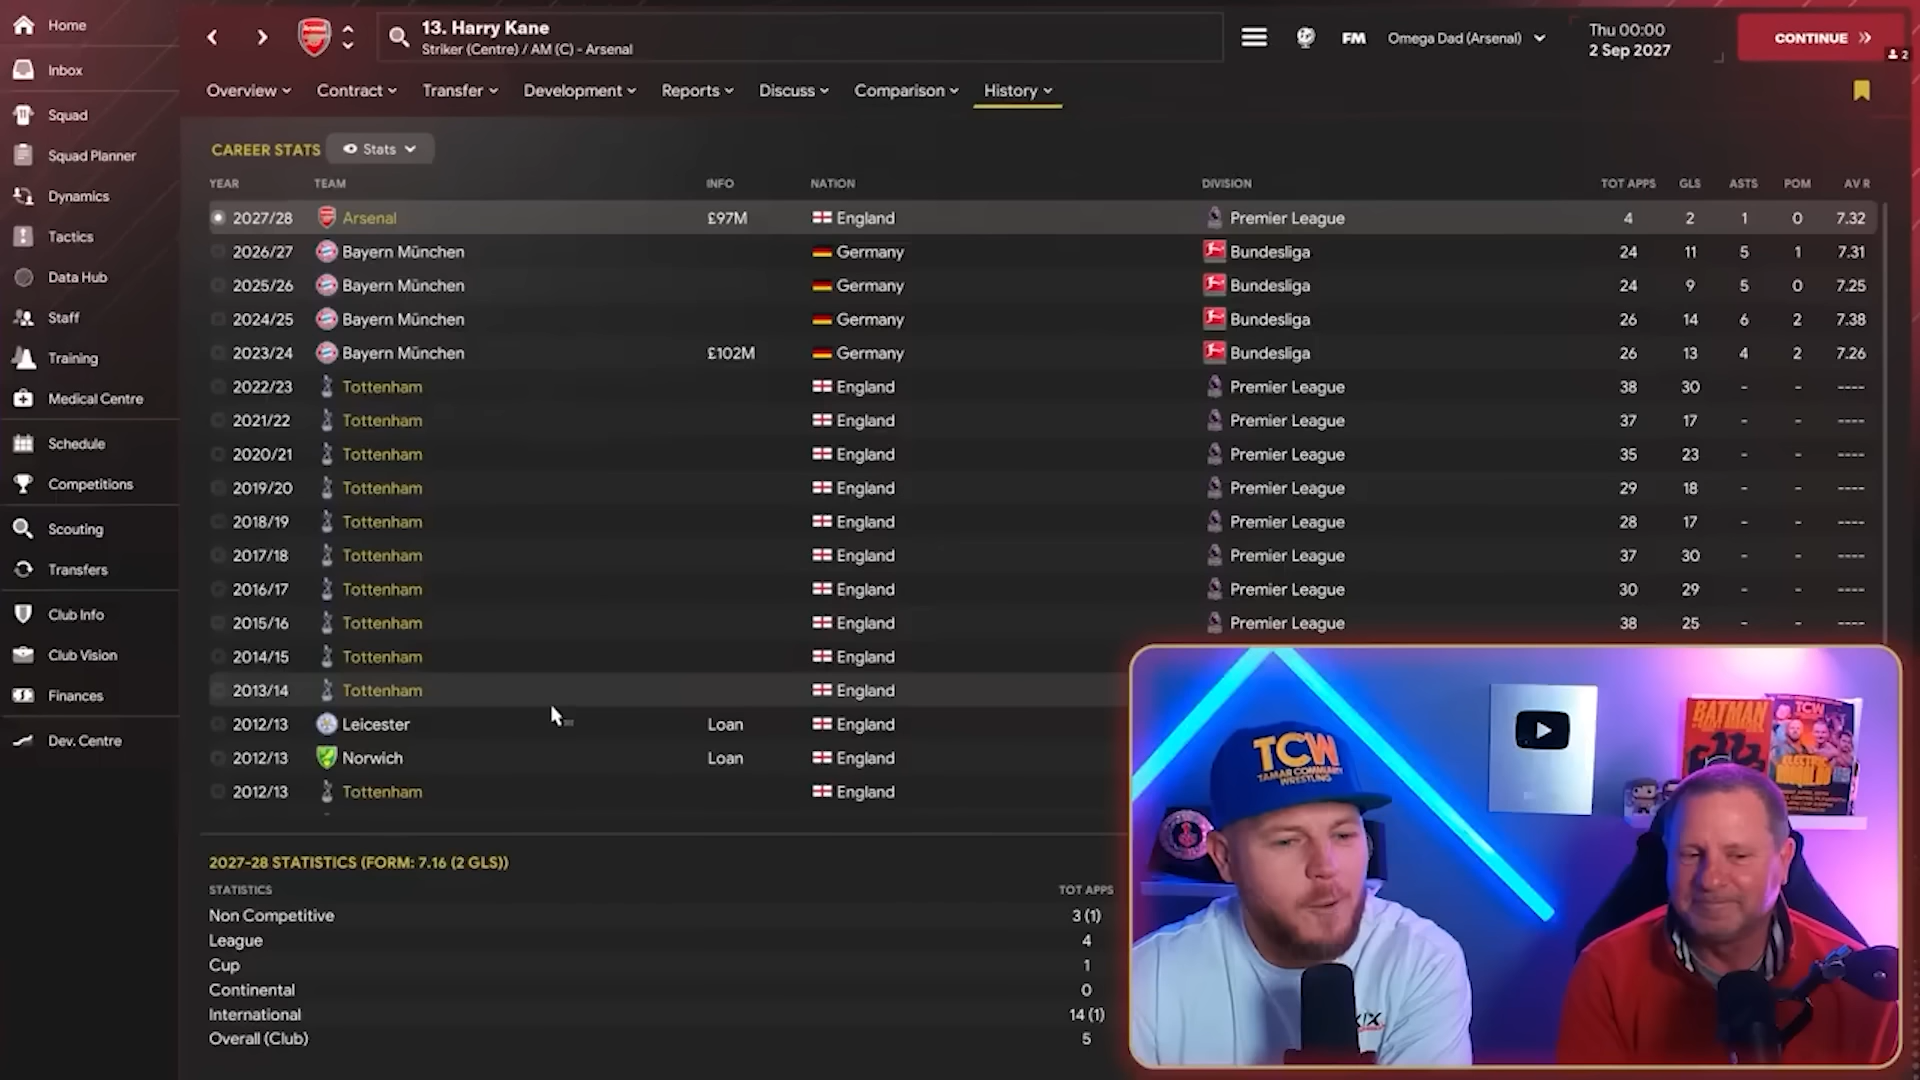 Home
Inbox
Squad
Squad Planner
Dynamics
Tactics
Data Hub
Staff
Training
Medical Centre
Schedule
Competitions
Scouting
Transfers
Club Info
Club Vision
Finances
Dev. Centre
13. Harry Kane
Striker (Centre) / AM (C) - Arsenal
FM
Omega Dad (Arsenal)
Thu 00:00
2 Sep 2027
CONTINUE
2
Overview Contract Transfer Development Reports Discuss Comparison History
CAREER STATS Stats
YEAR TEAM INFO NATION DIVISION TOT APPS GLS ASTS POM AV R
2027/28 Arsenal £97M England Premier League 4 2 1 0 7.32
2026/27 Bayern München Germany Bundesliga 24 11 5 1 7.31
2025/26 Bayern München Germany Bundesliga 24 9 5 0 7.25
2024/25 Bayern München Germany Bundesliga 26 14 6 2 7.38
2023/24 Bayern München £102M Germany Bundesliga 26 13 4 2 7.26
2022/23 Tottenham England Premier League 38 30 - - ----
2021/22 Tottenham England Premier League 37 17 - - ----
2020/21 Tottenham England Premier League 35 23 - - ----
2019/20 Tottenham England Premier League 29 18 - - ----
2018/19 Tottenham England Premier League 28 17 - - ----
2017/18 Tottenham England Premier League 37 30 - - ----
2016/17 Tottenham England Premier League 30 29 - - ----
2015/16 Tottenham England Premier League 38 25 - - ----
2014/15 Tottenham England
2013/14 Tottenham England
2012/13 Leicester Loan England
2012/13 Norwich Loan England
2012/13 Tottenham England
2027-28 STATISTICS (FORM: 7.16 (2 GLS))
STATISTICS TOT APPS
Non Competitive 3 (1)
League 4
Cup 1
Continental 0
International 14 (1)
Overall (Club) 5
TCW
TAMAR COMMUNITY
WRESTLING
BATMAN
TCW